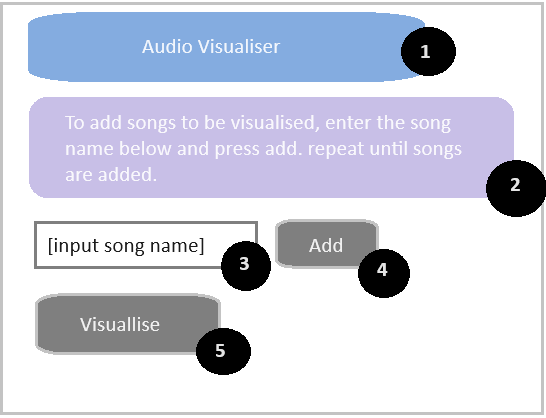 Audio Visualiser
1
To add songs to be visualised, enter the song
name below and press add. repeat until songs
are added.
2
[input song name]
3
Add
4
Visuallise
5